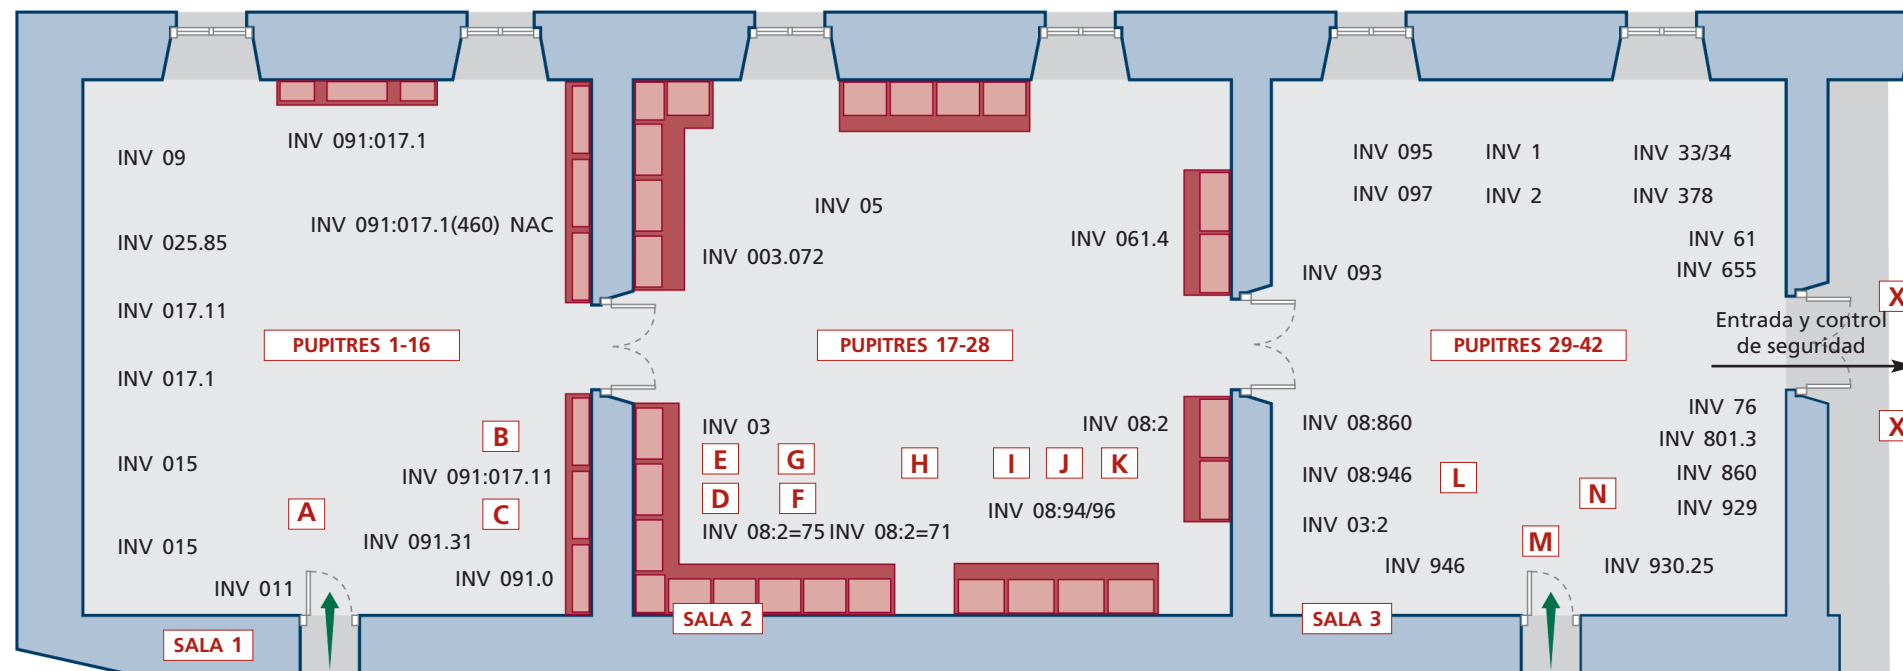 INV 09
INV 091:017.1
INV 091:017.1(460) NAC
INV 025.85
INV 017.11
PUPITRES 1-16
INV 017.1
B
INV 015
INV 091:017.11
A
C
INV 015
INV 091.31
INV 011
INV 091.0
SALA 1
INV 05
INV 003.072
INV 061.4
PUPITRES 17-28
INV 03
INV 08:2
E
G
H
I
J
K
D
F
INV 08:94/96
INV 08:2=75
INV 08:2=71
SALA 2
INV 095
INV 1
INV 33/34
INV 097
INV 2
INV 378
INV 61
INV 655
INV 093
X
Entrada y control
de seguridad
PUPITRES 29-42
INV 76
INV 08:860
X
INV 801.3
INV 08:946
L
INV 860
N
INV 929
INV 03:2
M
INV 946
INV 930.25
SALA 3